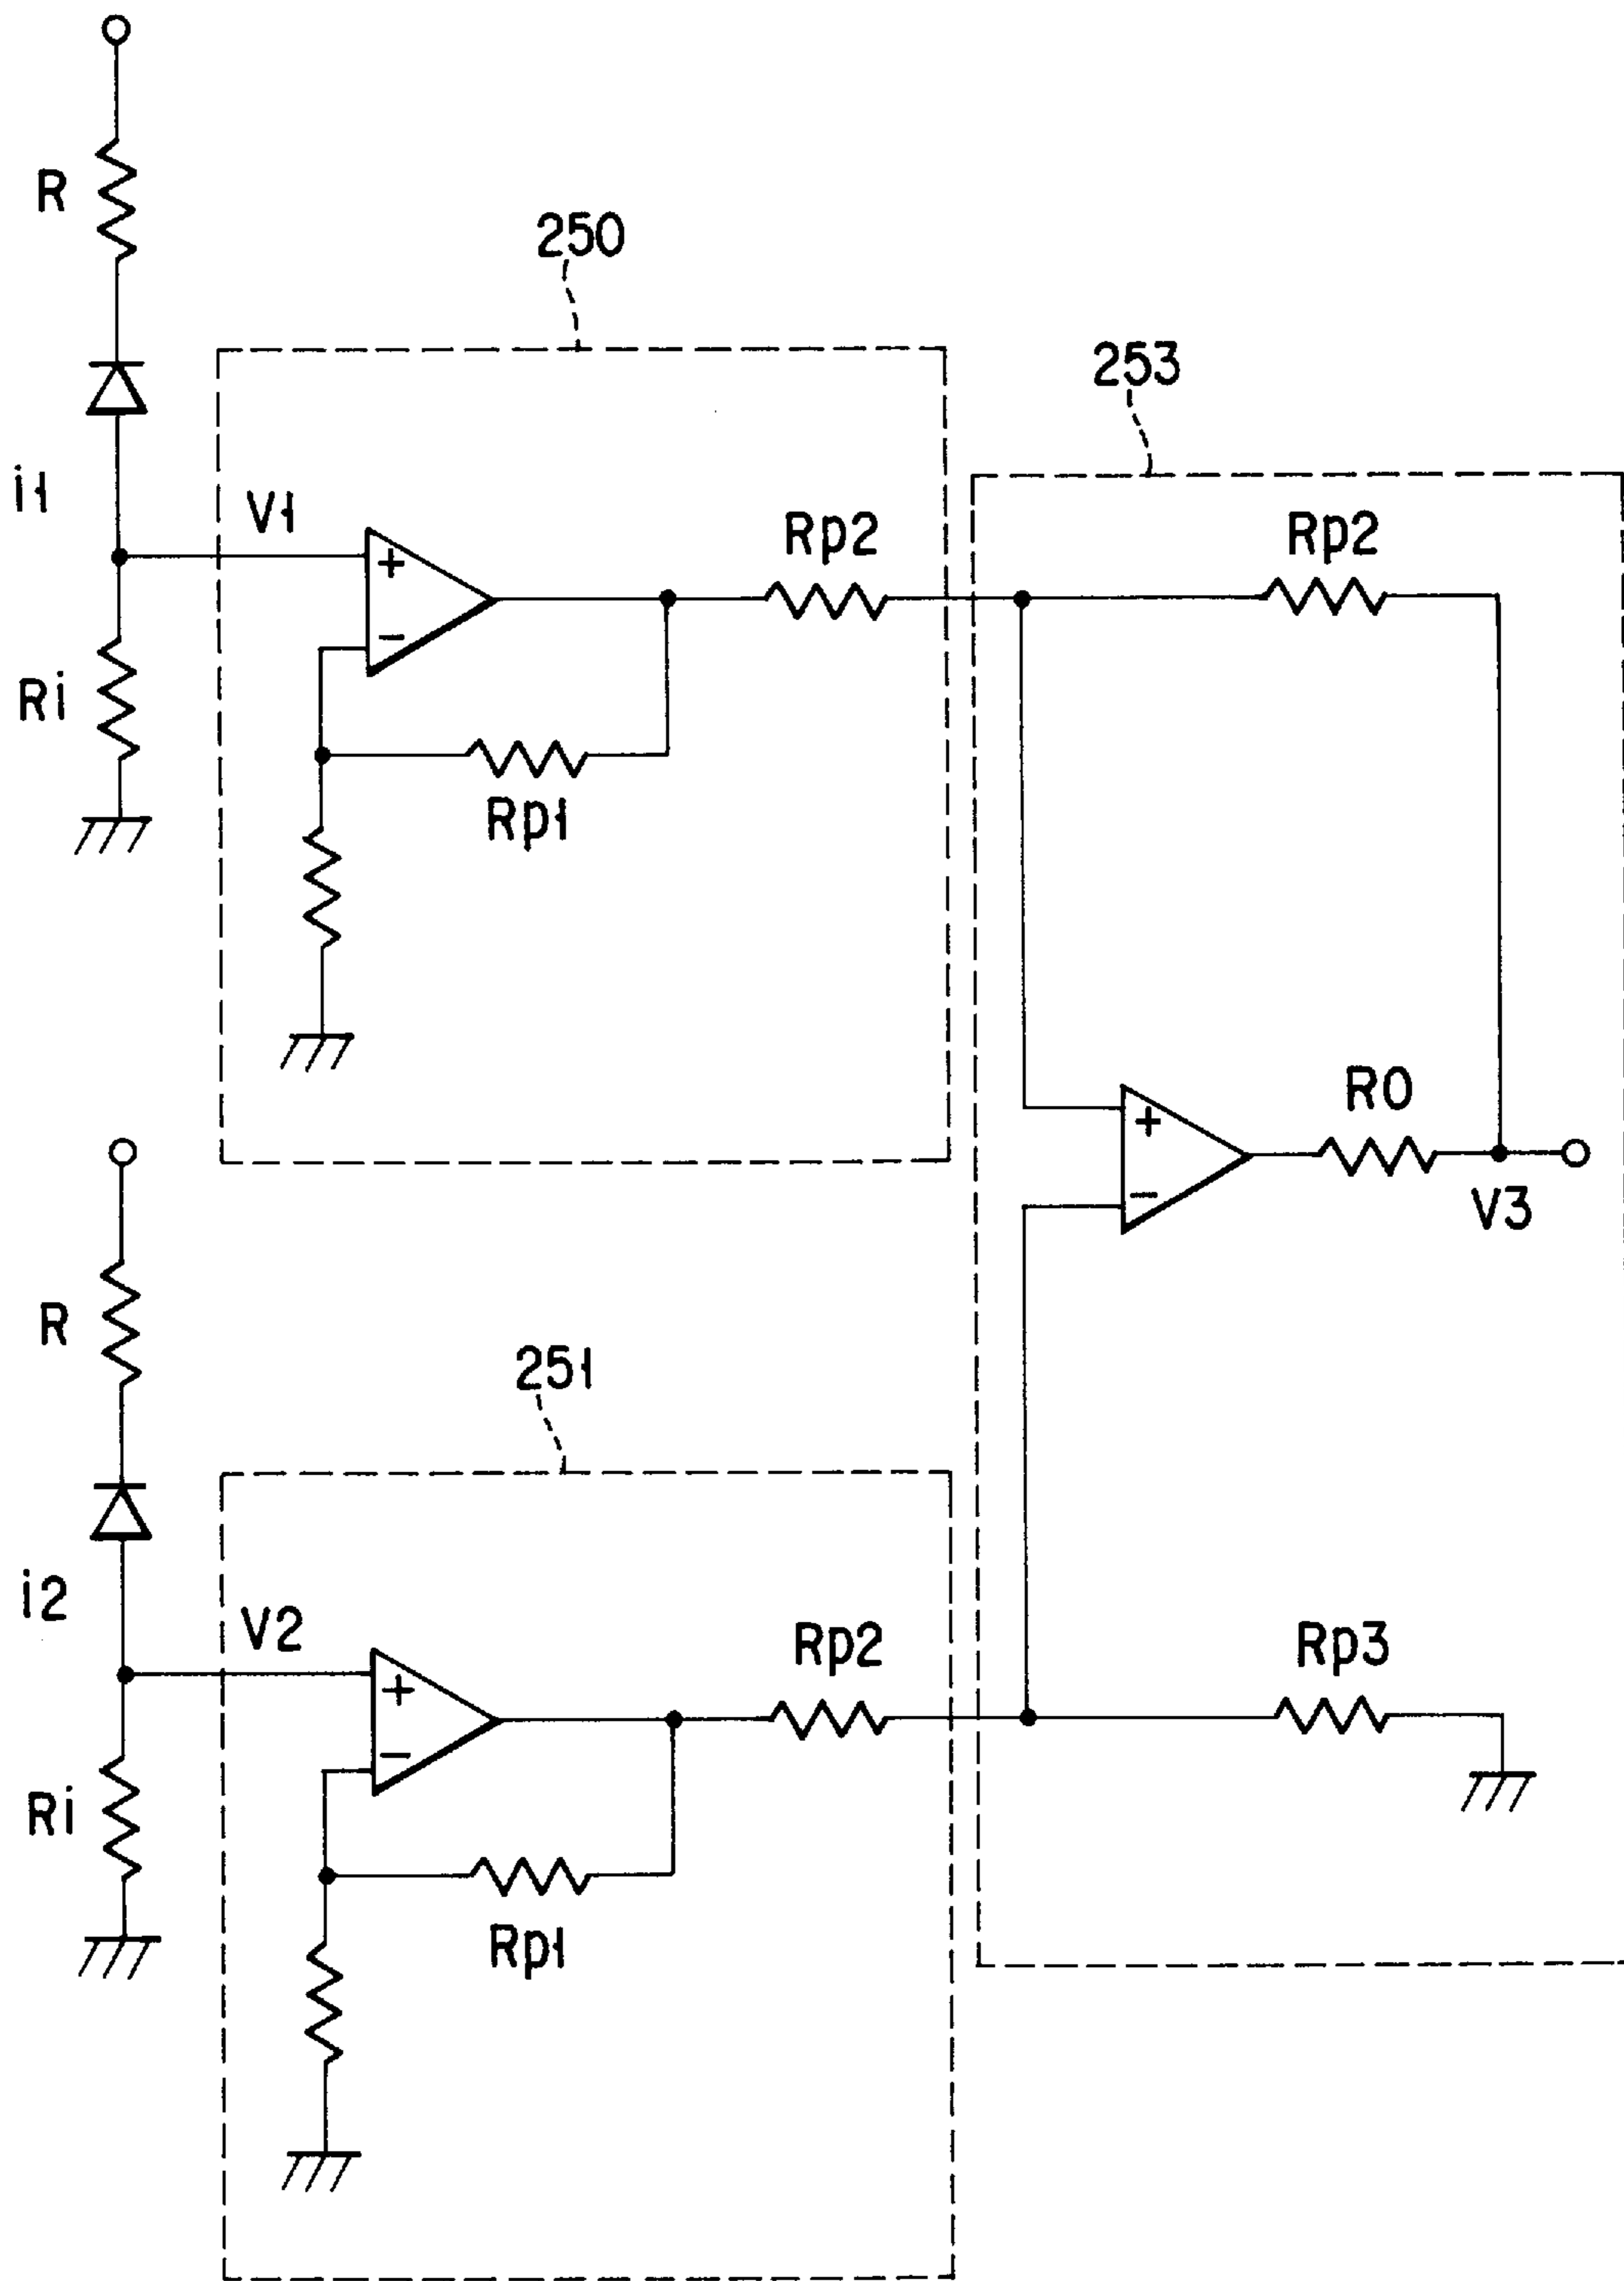 R
250
253
i1
V1
+
-
Rp2
Rp2
Ri
Rp1
+
-
R0
V3
R
251
i2
V2
+
-
Rp2
Rp3
Ri
Rp1